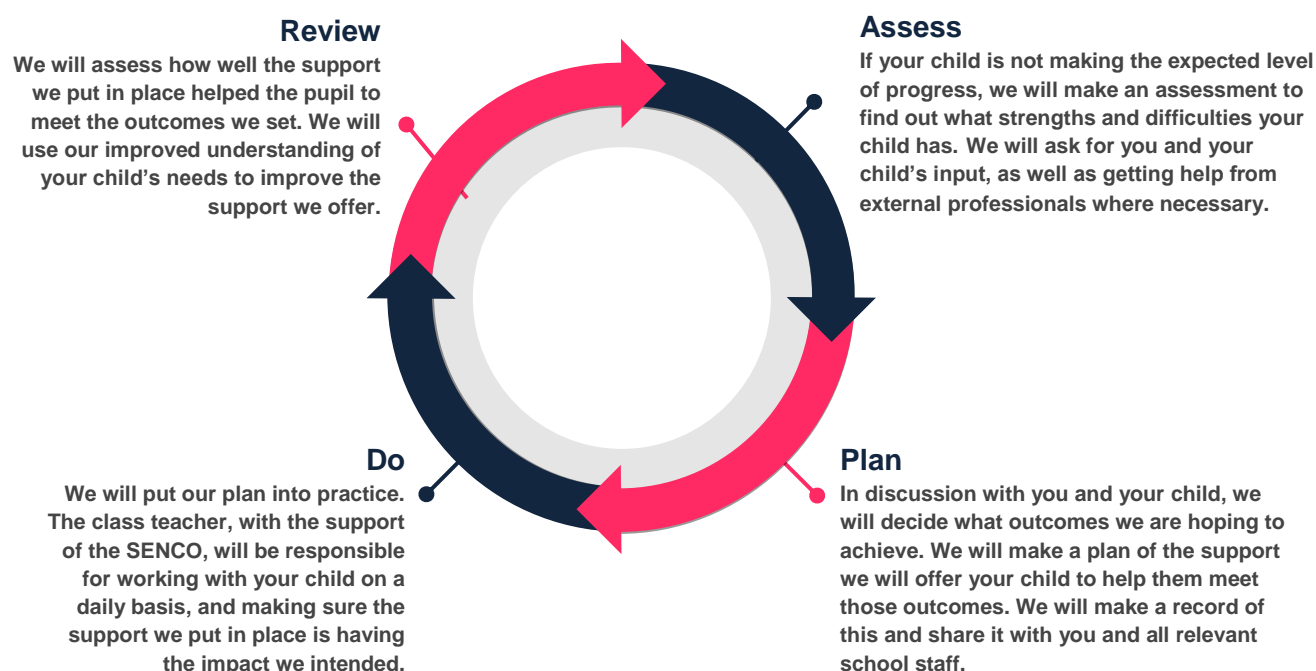 Review
We will assess how well the support
we put in place helped the pupil to
meet the outcomes we set. We will
use our improved understanding of
your child’s needs to improve the
support we offer.
Assess
If your child is not making the expected level
of progress, we will make an assessment to
find out what strengths and difficulties your
child has. We will ask for you and your
child’s input, as well as getting help from
external professionals where necessary.
Do
We will put our plan into practice.
The class teacher, with the support
of the SENCO, will be responsible
for working with your child on a
daily basis, and making sure the
support we put in place is having
the impact we intended.
Plan
In discussion with you and your child, we
will decide what outcomes we are hoping to
achieve. We will make a plan of the support
we will offer your child to help them meet
those outcomes. We will make a record of
this and share it with you and all relevant
school staff.